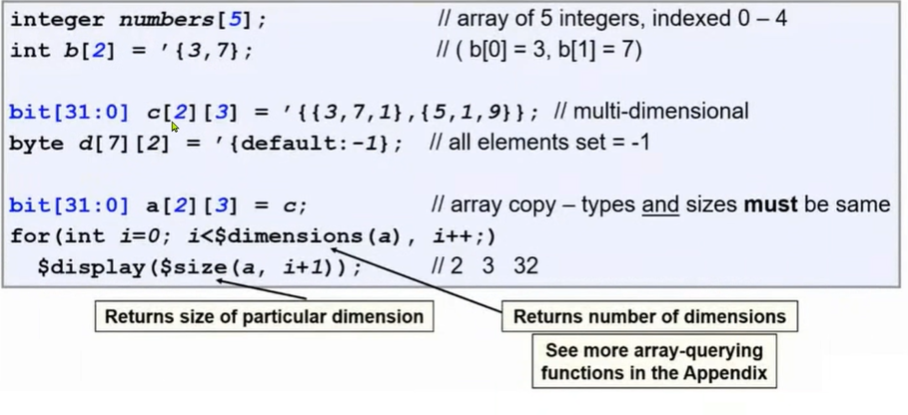 integer numbers[5]; // array of 5 integers, indexed 0 – 4
int b[2] = '{3,7}; // ( b[0] = 3, b[1] = 7)
bit[31:0] c[2][3] = '{{3,7,1},{5,1,9}}; // multi-dimensional
byte d[7][2] = '{default:-1}; // all elements set = -1
bit[31:0] a[2][3] = c; // array copy – types and sizes must be same
for(int i=0; i<$dimensions(a), i++;)
$display($size(a, i+1)); // 2 3 32
Returns size of particular dimension
Returns number of dimensions
See more array-querying
functions in the Appendix